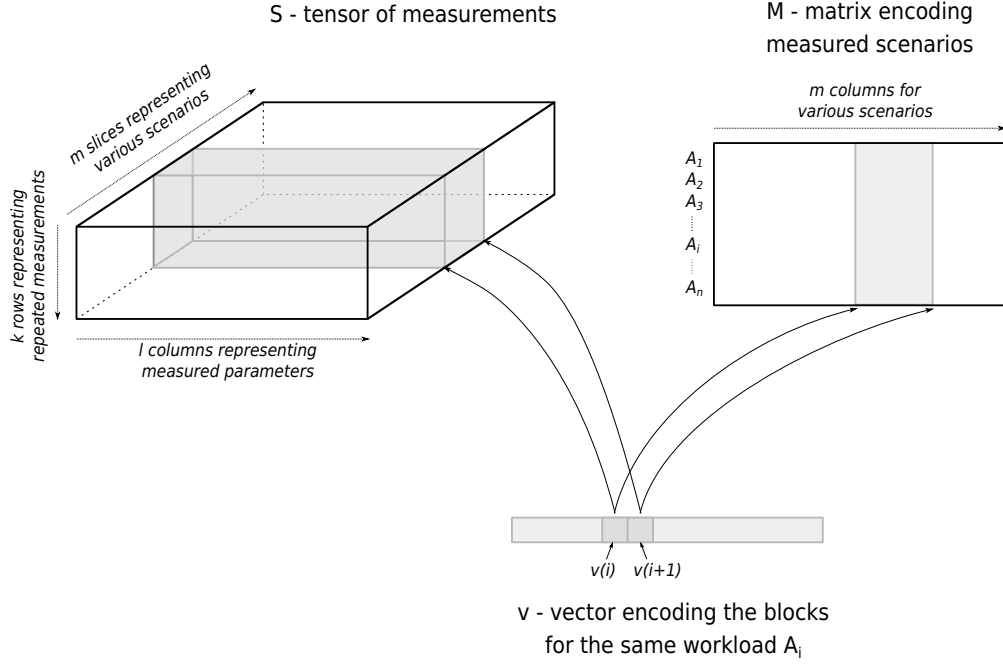 S - tensor of measurements
M - matrix encoding
measured scenarios
m slices representing
various scenarios
k rows representing
repeated measurements
l columns representing
measured parameters
m columns for
various scenarios
A1
A2
A3
Ai
An
v(i)
v(i+1)
v - vector encoding the blocks
for the same workload Ai